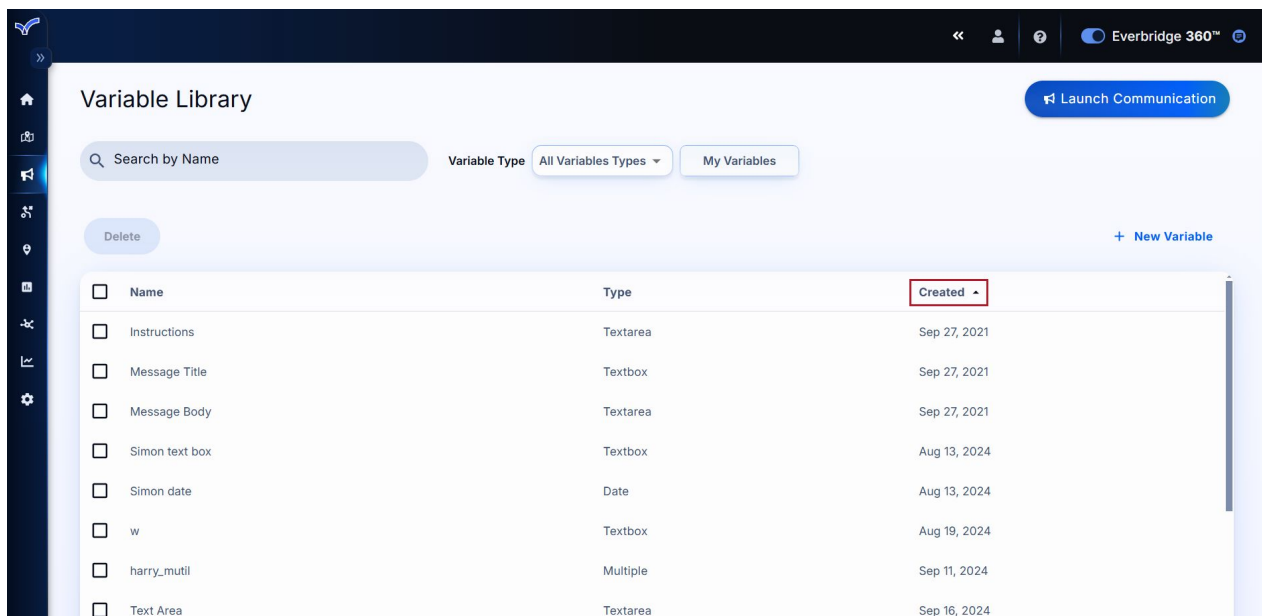 Everbridge 360™
Variable Library
Launch Communication
Search by Name
Variable Type All Variables Types My Variables
Delete
+ New Variable
Name Type Created
Instructions Textarea Sep 27, 2021
Message Title Textbox Sep 27, 2021
Message Body Textarea Sep 27, 2021
Simon text box Textbox Aug 13, 2024
Simon date Date Aug 13, 2024
w Textbox Aug 19, 2024
harry_mutil Multiple Sep 11, 2024
Text Area Textarea Sep 16, 2024